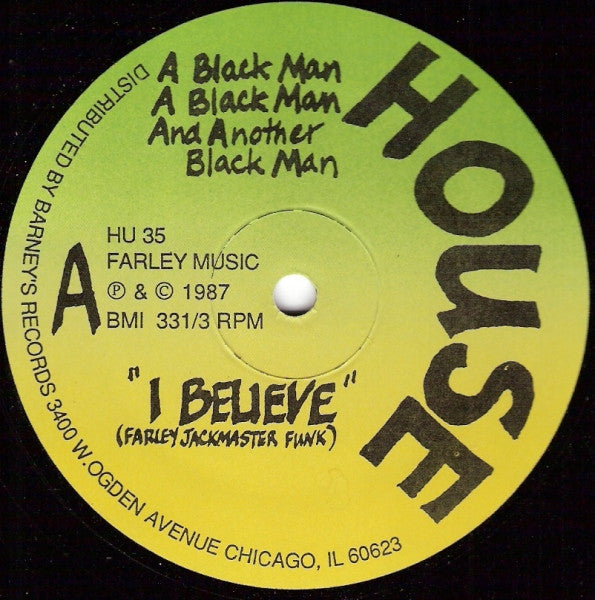 A Black Man
A Black Man
And Another
Black Man
HOUSE
A
HU 35
FARLEY MUSIC
℗ & © 1987
BMI 331/3 RPM
"I BELIEVE"
(FARLEY JACKMASTER FUNK)
DISTRIBUTED BY BARNEY'S RECORDS 3400 W.OGDEN AVENUE CHICAGO, IL 60623